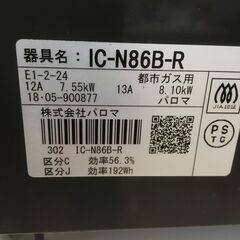 器具名： IC-N86B-R
E1-2-24 都市ガス用
12A 7.55kW 13A 8.10kW
18·05-900877 パロマ
株式会社パロマ
302 IC-N86B-R
区分C 効率56.3%
区分J 効率192Wh
JIA認証
PS
TG